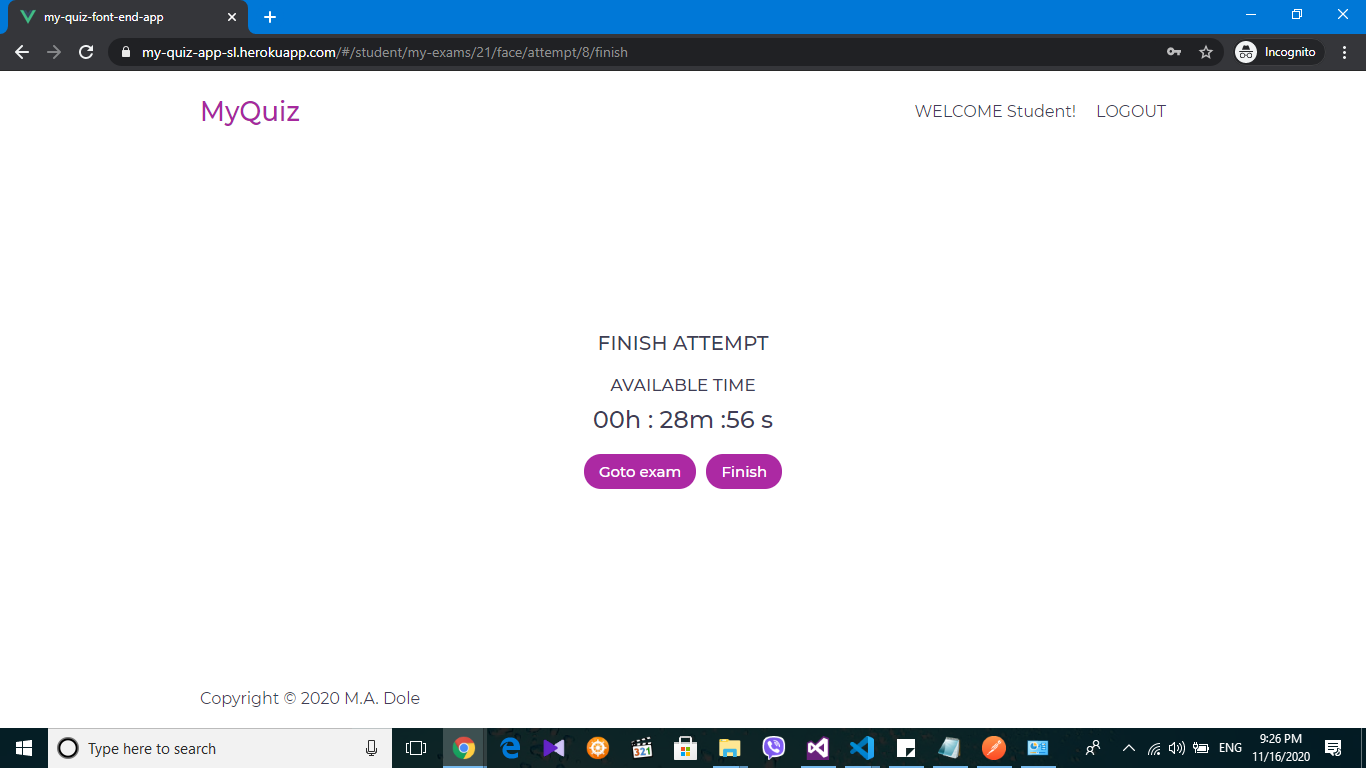 my-quiz-font-end-app
my-quiz-app-sl.herokuapp.com/#/student/my-exams/21/face/attempt/8/finish
Incognito
MyQuiz
WELCOME Student!
LOGOUT
FINISH ATTEMPT
AVAILABLE TIME
00h : 28m :56 s
Goto exam
Finish
Copyright © 2020 M.A. Dole
Type here to search
321
ENG
9:26 PM
11/16/2020